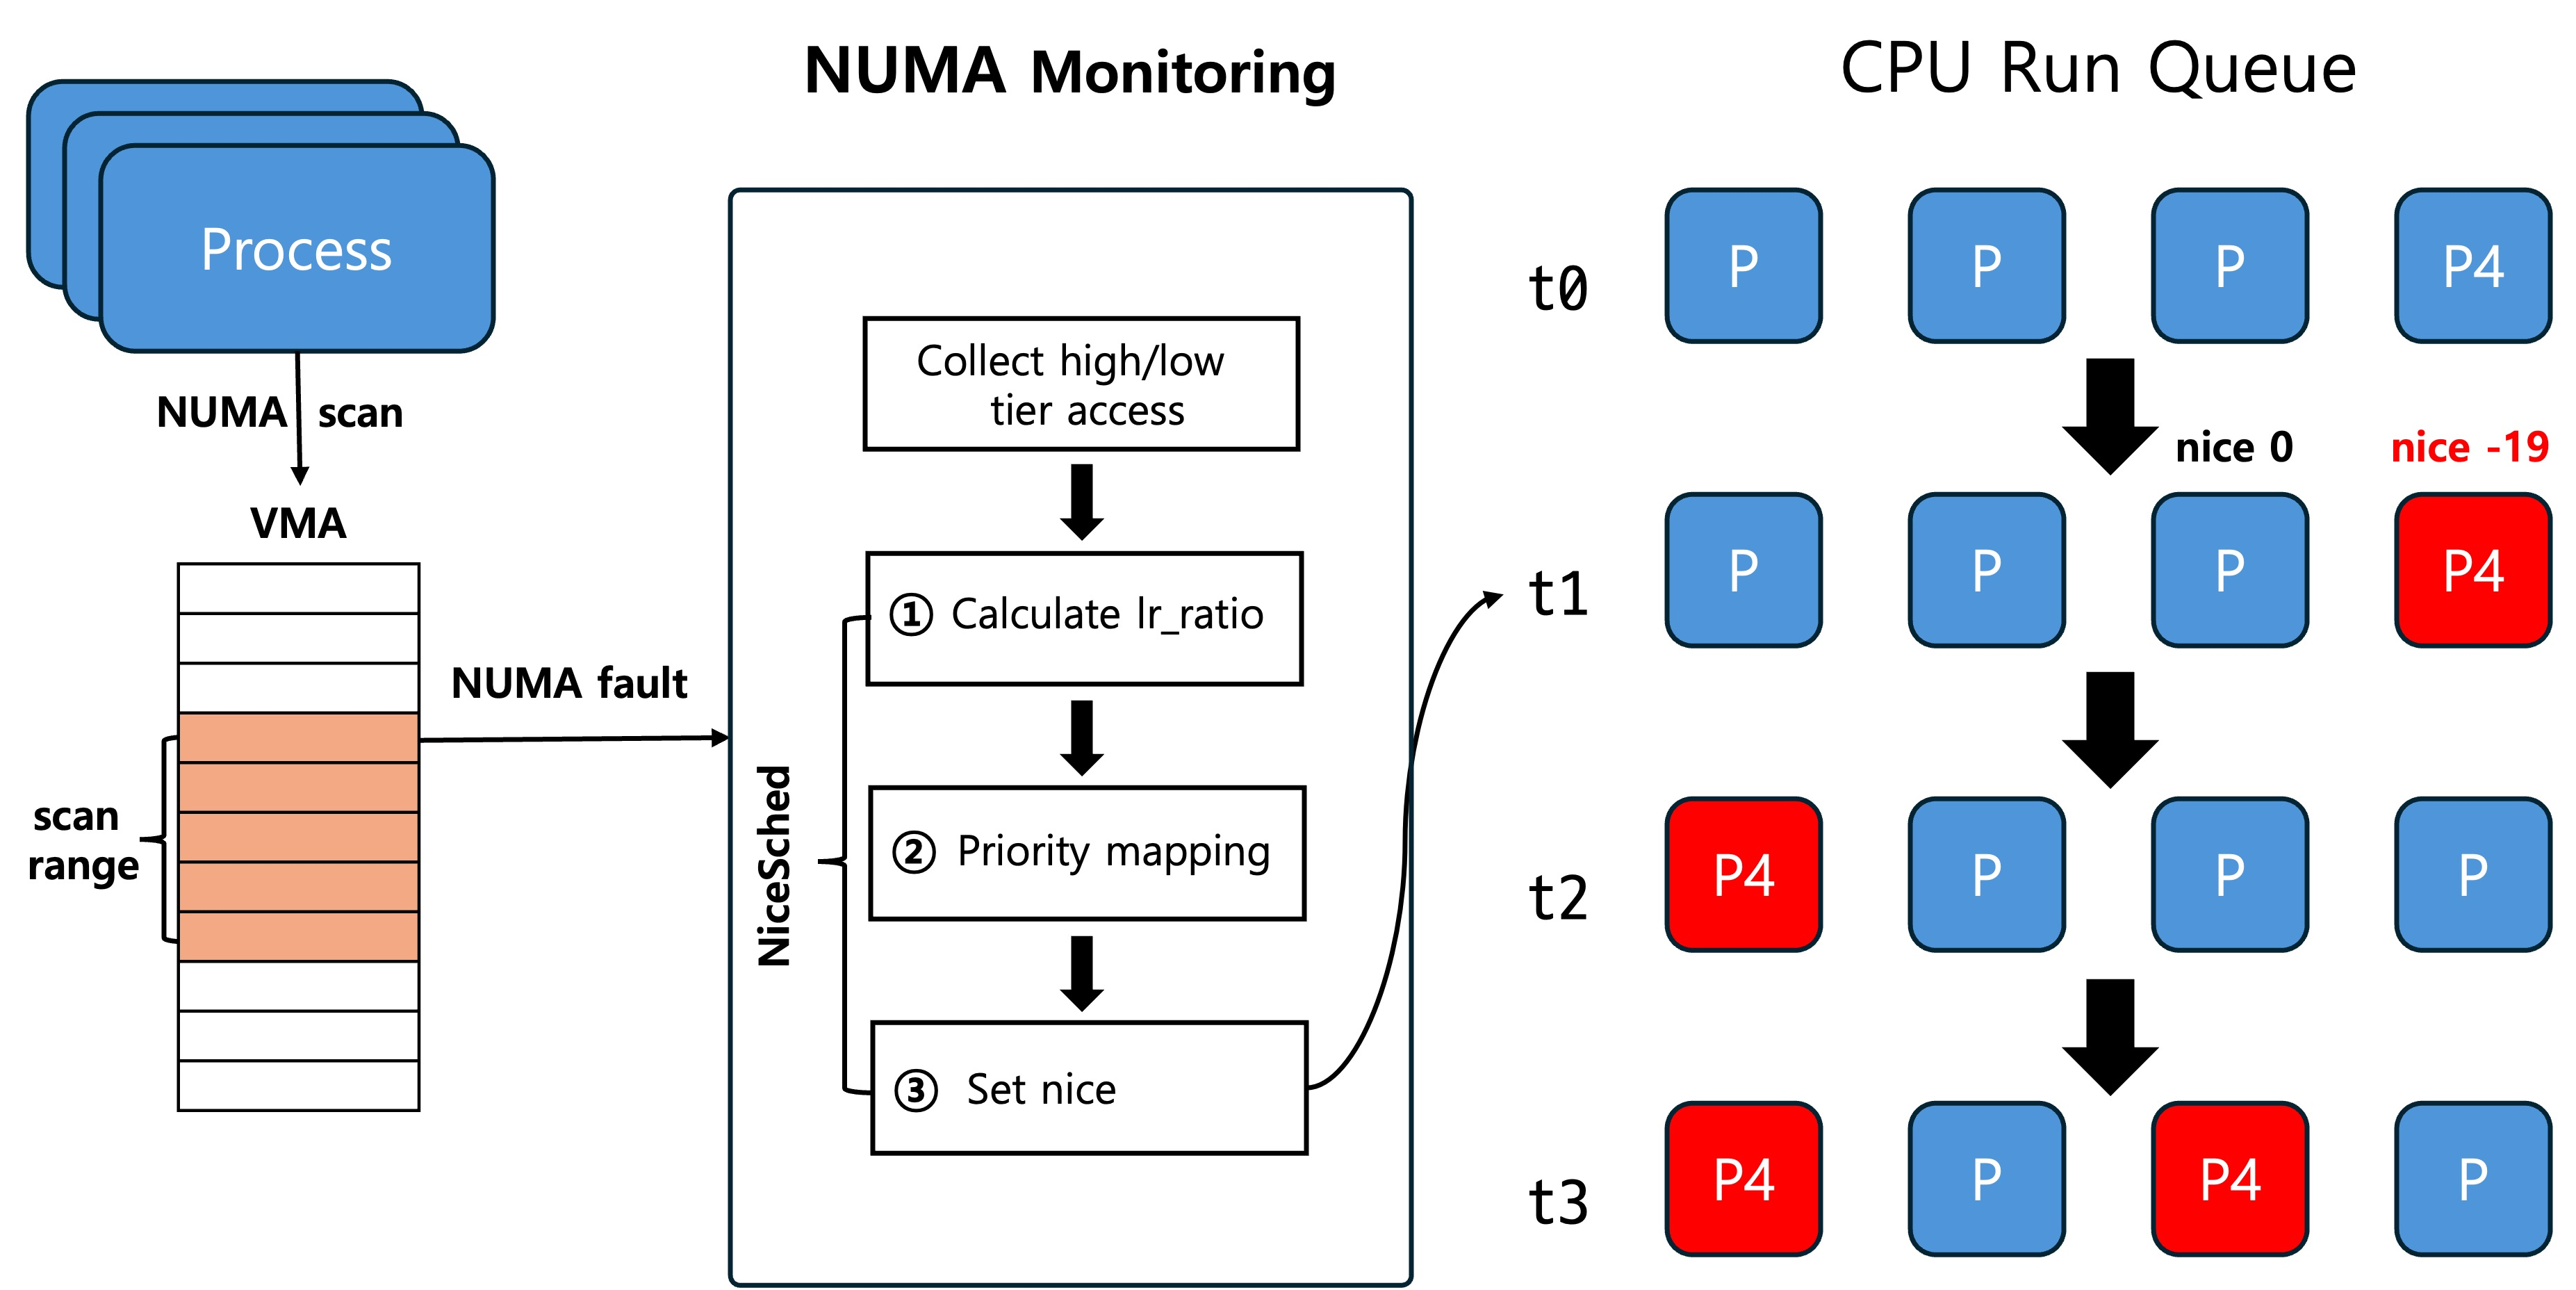 NUMA Monitoring
CPU Run Queue
Process
NUMA scan
VMA
scan
range
NUMA fault
Collect high/low
tier access
① Calculate lr_ratio
② Priority mapping
③ Set nice
NiceSched
t0
P P P P4
nice 0 nice -19
t1
P P P P4
t2
P4 P P P
t3
P4 P P4 P